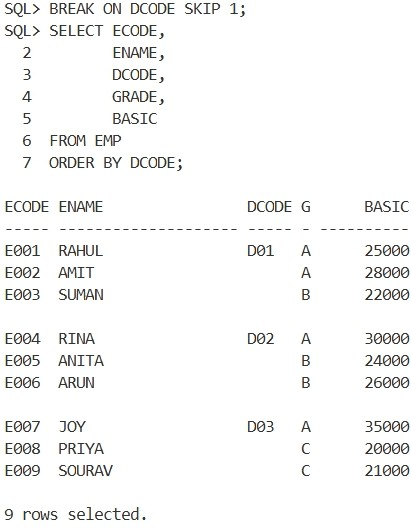 SQL> BREAK ON DCODE SKIP 1;
SQL> SELECT ECODE,
  2         ENAME,
  3         DCODE,
  4         GRADE,
  5         BASIC
  6  FROM EMP
  7  ORDER BY DCODE;

ECODE ENAME                DCODE G      BASIC
----- -------------------- ----- - ----------
E001  RAHUL                D01   A      25000
E002  AMIT                       A      28000
E003  SUMAN                      B      22000

E004  RINA                 D02   A      30000
E005  ANITA                      B      24000
E006  ARUN                       B      26000

E007  JOY                  D03   A      35000
E008  PRIYA                      C      20000
E009  SOURAV                     C      21000

9 rows selected.